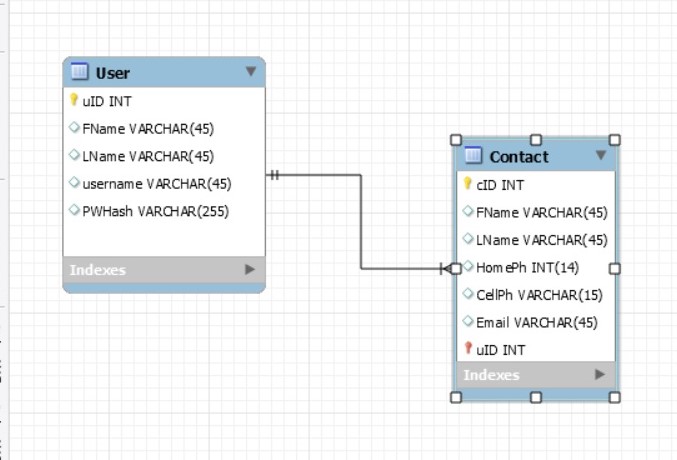 User
uID INT
FName VARCHAR(45)
LName VARCHAR(45)
username VARCHAR(45)
PWHash VARCHAR(255)
Indexes
Contact
cID INT
FName VARCHAR(45)
LName VARCHAR(45)
HomePh INT(14)
CellPh VARCHAR(15)
Email VARCHAR(45)
uID INT
Indexes